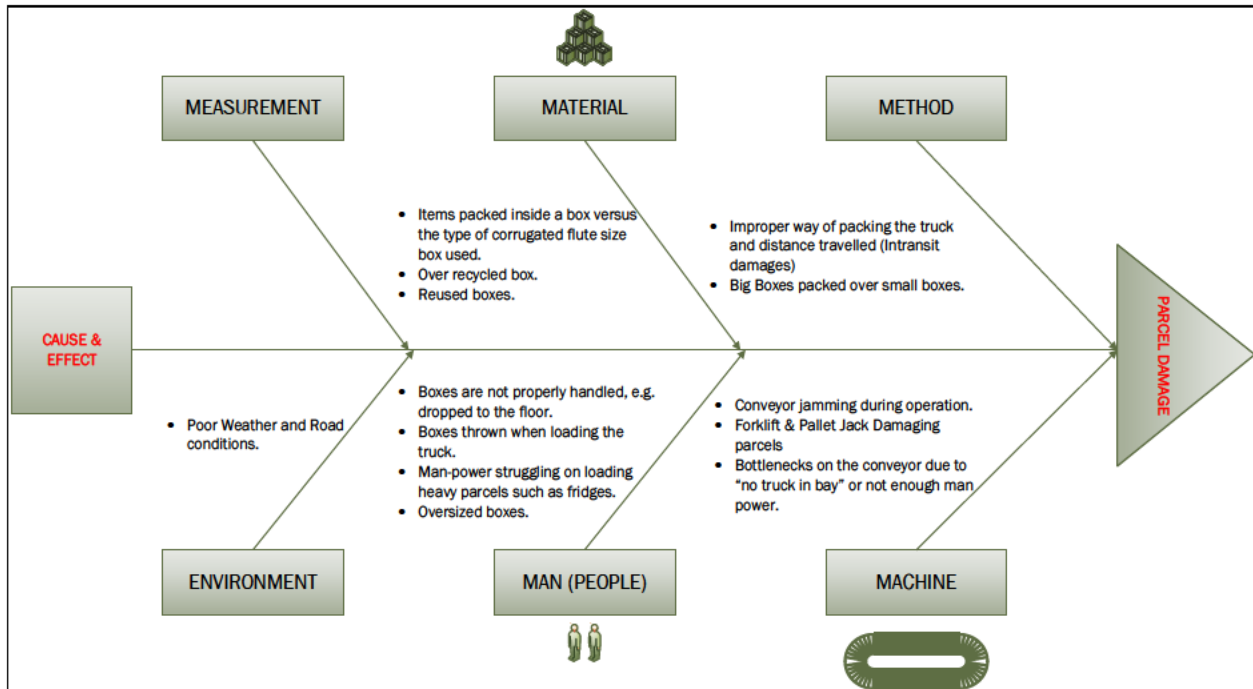 MEASUREMENT
MATERIAL
METHOD
• Items packed inside a box versus
the type of corrugated flute size
box used.
• Over recycled box.
• Reused boxes.
• Improper way of packing the truck
and distance travelled (Intransit
damages)
• Big Boxes packed over small boxes.
CAUSE &
EFFECT
PARCEL DAMAGE
• Poor Weather and Road
conditions.
• Boxes are not properly handled, e.g.
dropped to the floor.
• Boxes thrown when loading the
truck.
• Man-power struggling on loading
heavy parcels such as fridges.
• Oversized boxes.
• Conveyor jamming during operation.
• Forklift & Pallet Jack Damaging
parcels
• Bottlenecks on the conveyor due to
“no truck in bay” or not enough man
power.
ENVIRONMENT
MAN (PEOPLE)
MACHINE